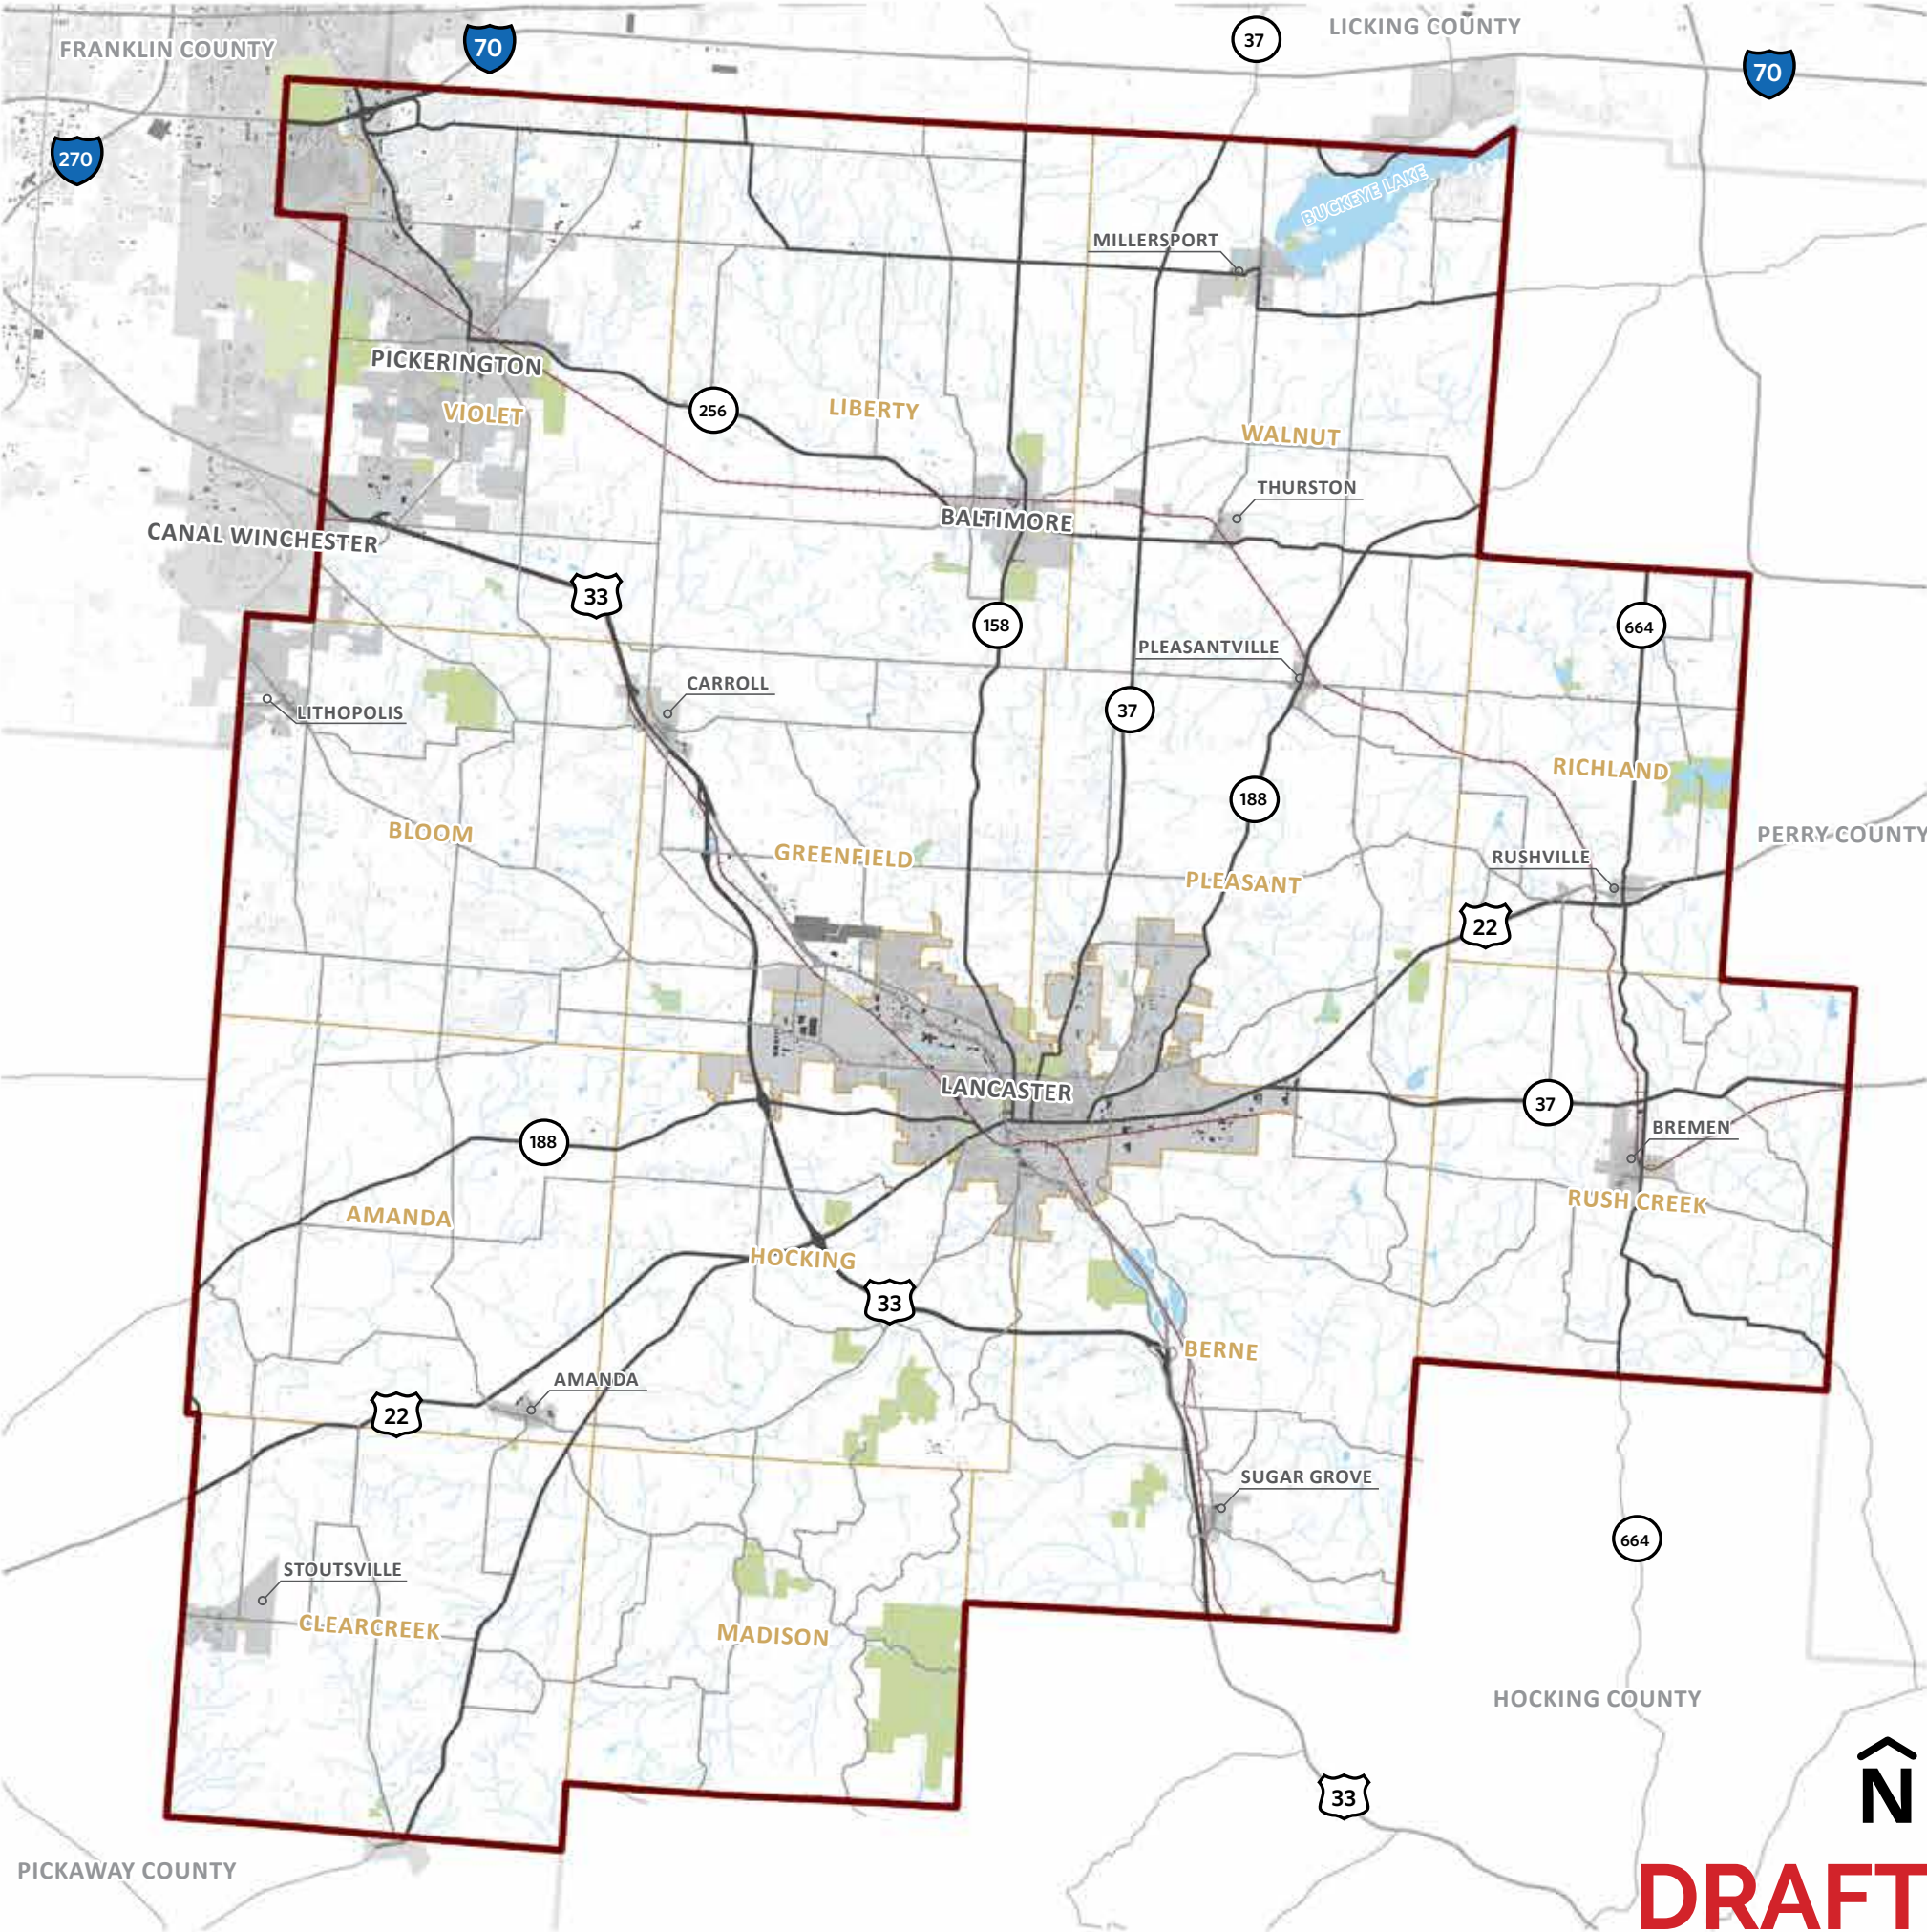 LICKING COUNTY
FRANKLIN COUNTY
70
37
70
270
BUCKEYE LAKE
MILLERSPORT
PICKERINGTON
VIOLET
256
LIBERTY
WALNUT
THURSTON
BALTIMORE
CANAL WINCHESTER
33
158
664
PLEASANTVILLE
CARROLL
LITHOPOLIS
37
RICHLAND
188
BLOOM
PERRY COUNTY
GREENFIELD
RUSHVILLE
PLEASANT
22
LANCASTER
37
BREMEN
188
RUSH CREEK
AMANDA
HOCKING
33
BERNE
AMANDA
22
SUGAR GROVE
664
STOUTSVILLE
CLEARCREEK
MADISON
HOCKING COUNTY
33
N
PICKAWAY COUNTY
DRAFT